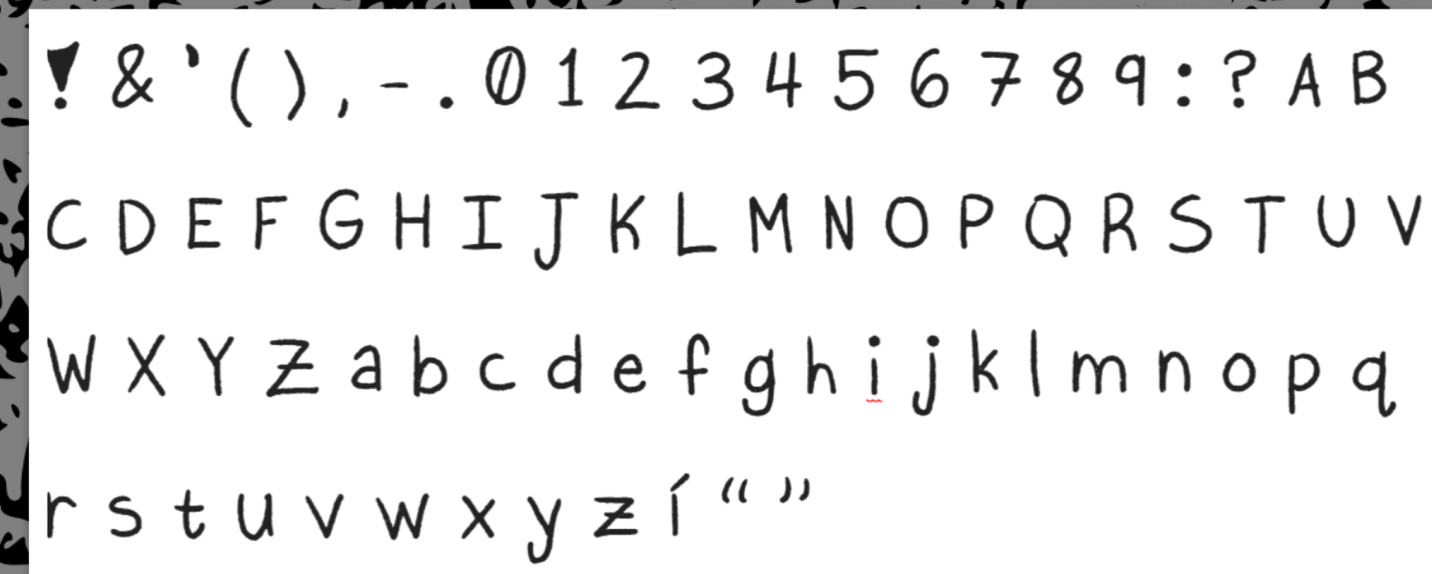 ! & ' ( ) , - . 0 1 2 3 4 5 6 7 8 9 : ? A B
C D E F G H I J K L M N O P Q R S T U V
W X Y Z a b c d e f g h i j k l m n o p q
r s t u v w x y z í “ ”